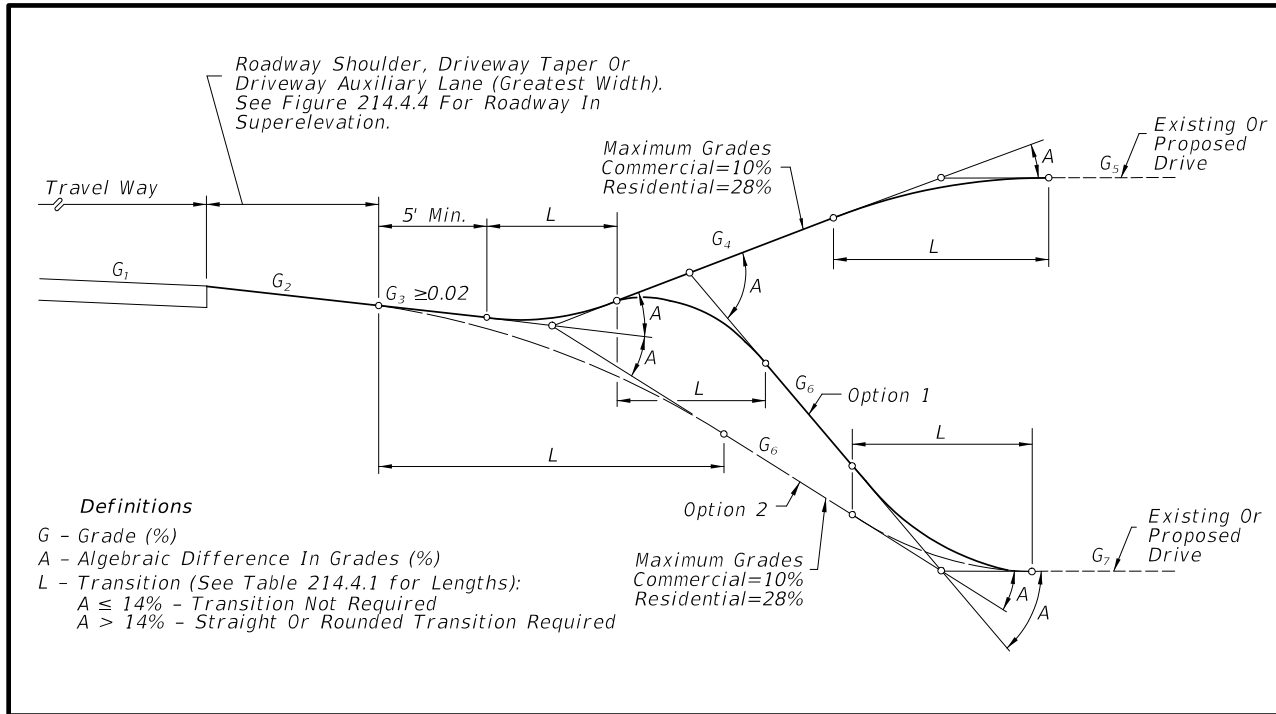 Roadway Shoulder, Driveway Taper Or
Driveway Auxiliary Lane (Greatest Width).
See Figure 214.4.4 For Roadway In
Superelevation.
Existing Or
Proposed
Drive
Maximum Grades
Commercial=10%
Residential=28%
A
G5
Travel Way
5' Min.
L
G4
L
G1
G2
G3 ≥0.02
A
A
A
L
G6
Option 1
L
L
G6
Option 2
Definitions
G – Grade (%)
A – Algebraic Difference In Grades (%)
L – Transition (See Table 214.4.1 for Lengths):
A ≤ 14% – Transition Not Required
A > 14% – Straight Or Rounded Transition Required
Maximum Grades
Commercial=10%
Residential=28%
Existing Or
Proposed
Drive
G7
A
A